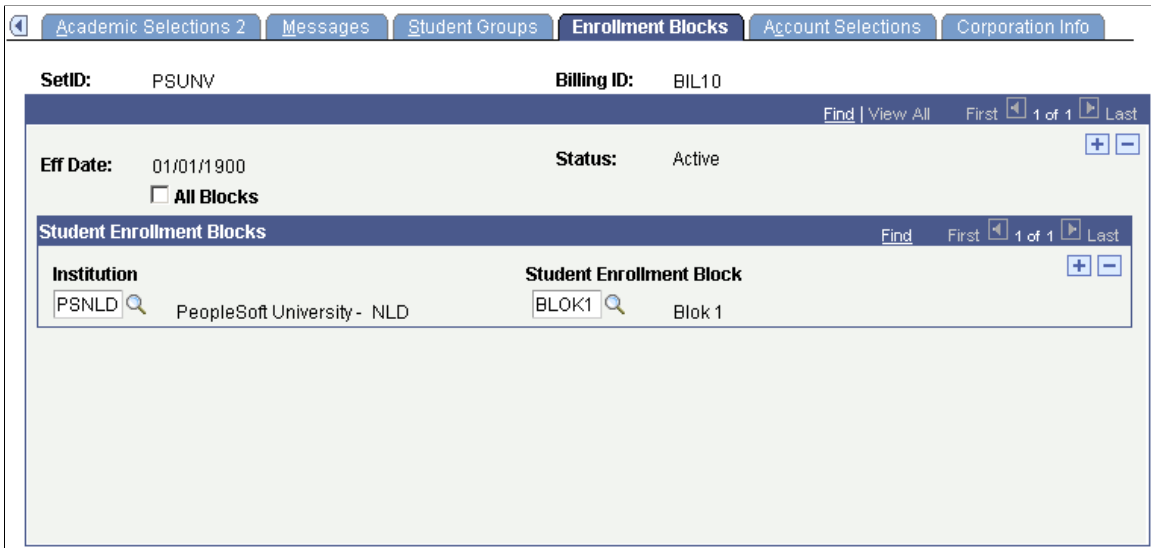 Academic Selections 2 Messages Student Groups Enrollment Blocks Account Selections Corporation Info
SetID: PSUNV Billing ID: BIL10
Find | View All First 1 of 1 Last
Eff Date: 01/01/1900 Status: Active
All Blocks
Student Enrollment Blocks Find First 1 of 1 Last
Institution Student Enrollment Block
PSNLD PeopleSoft University - NLD BLOK1 Blok 1